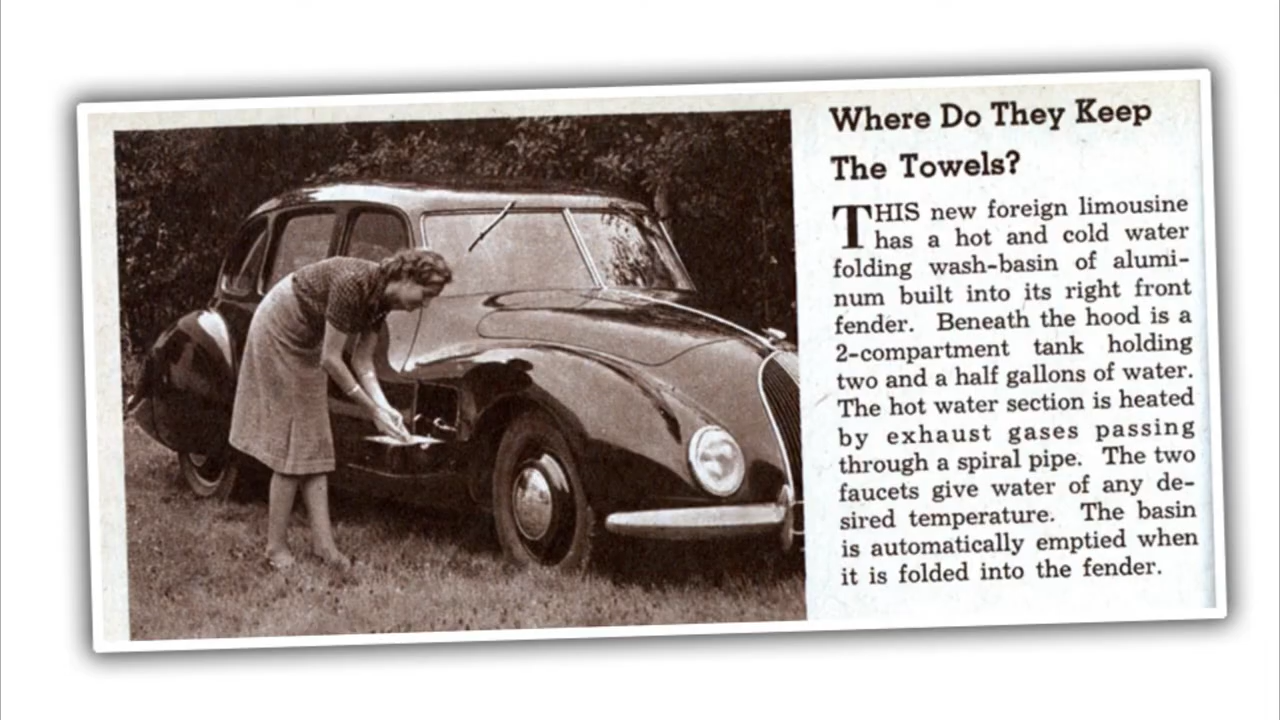 Where Do They Keep
The Towels?
THIS new foreign limousine
has a hot and cold water
folding wash-basin of alumi-
num built into its right front
fender. Beneath the hood is a
2-compartment tank holding
two and a half gallons of water.
The hot water section is heated
by exhaust gases passing
through a spiral pipe. The two
faucets give water of any de-
sired temperature. The basin
is automatically emptied when
it is folded into the fender.